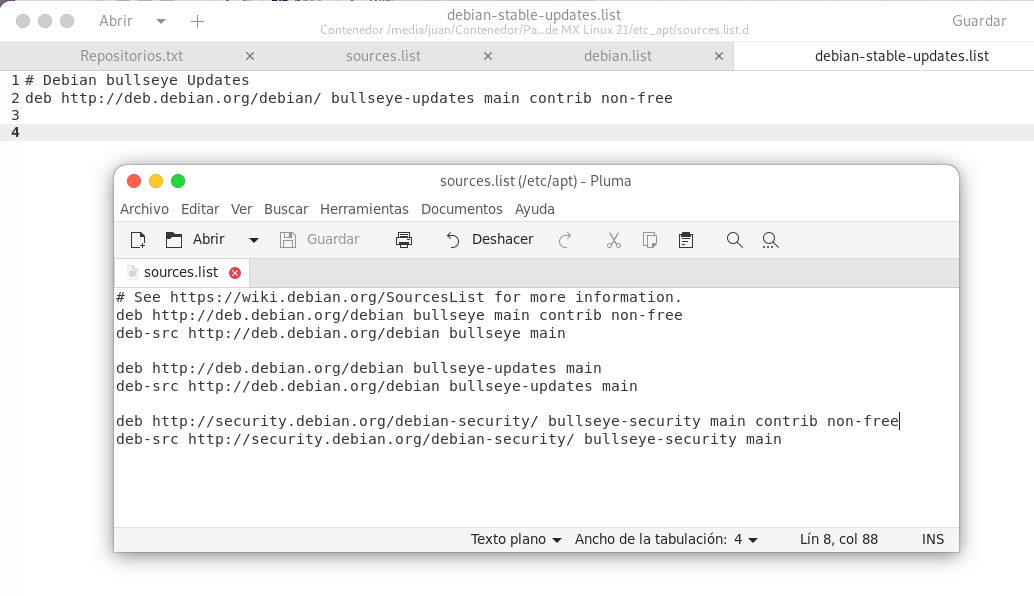 debian-stable-updates.list
Abrir
Guardar
Contenedor /media/juan/Contenedor/Pa…de MX Linux 21/etc_apt/sources.list.d
Repositorios.txt
sources.list
debian.list
debian-stable-updates.list
1 # Debian bullseye Updates
2 deb http://deb.debian.org/debian/ bullseye-updates main contrib non-free
3
4
sources.list (/etc/apt) - Pluma
Archivo Editar Ver Buscar Herramientas Documentos Ayuda
Abrir Guardar Deshacer
sources.list
# See https://wiki.debian.org/SourcesList for more information.
deb http://deb.debian.org/debian bullseye main contrib non-free
deb-src http://deb.debian.org/debian bullseye main
deb http://deb.debian.org/debian bullseye-updates main
deb-src http://deb.debian.org/debian bullseye-updates main
deb http://security.debian.org/debian-security/ bullseye-security main contrib non-free
deb-src http://security.debian.org/debian-security/ bullseye-security main
Texto plano Ancho de la tabulación: 4 Lín 8, col 88 INS